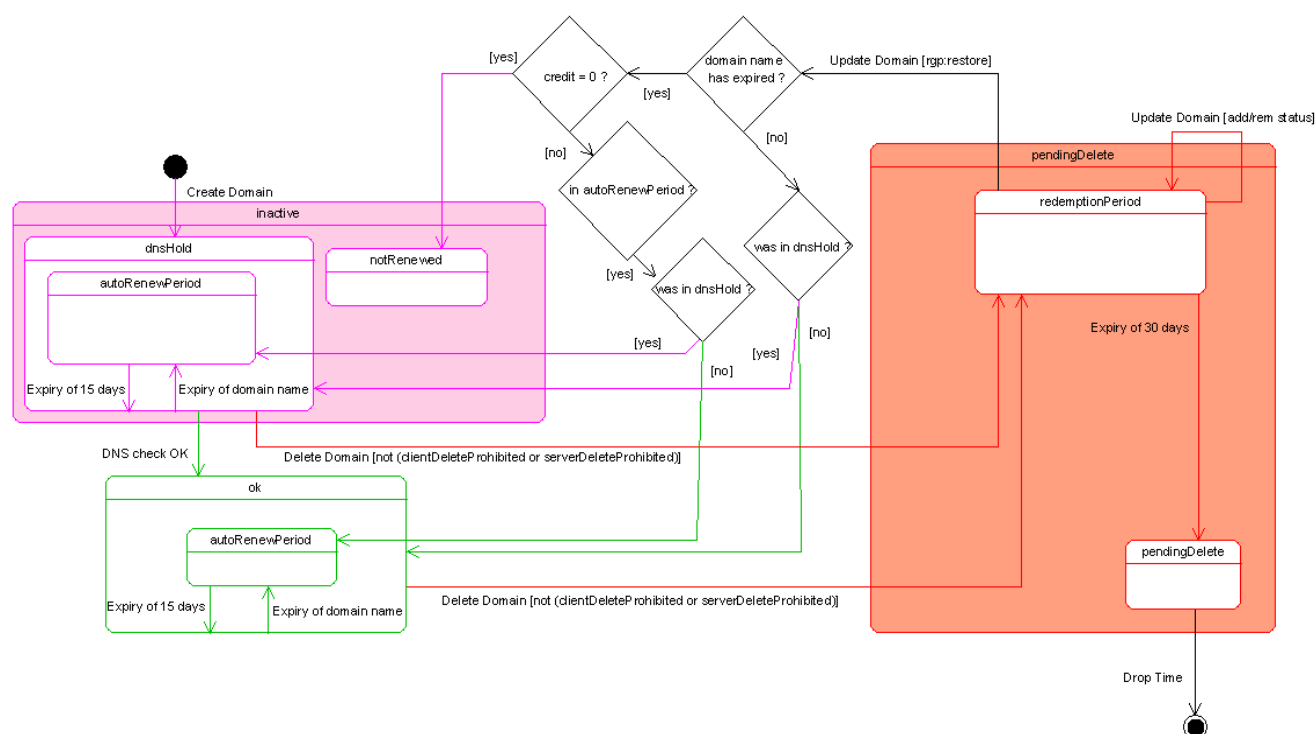 [yes]
credit = 0 ?
domain name
has expired ?
Update Domain [rgp:restore]
[yes]
Update Domain [add/rem status]
[no]
[no]
pendingDelete
Create Domain
in autoRenewPeriod ?
redemptionPeriod
inactive
dnsHold
notRenewed
was in dnsHold ?
autoRenewPeriod
[yes]
was in dnsHold ?
Expiry of 30 days
[yes]
[yes]
[no]
[no]
Expiry of 15 days
Expiry of domain name
DNS check OK
Delete Domain [not (clientDeleteProhibited or serverDeleteProhibited)]
ok
autoRenewPeriod
pendingDelete
Expiry of 15 days
Expiry of domain name
Delete Domain [not (clientDeleteProhibited or serverDeleteProhibited)]
Drop Time